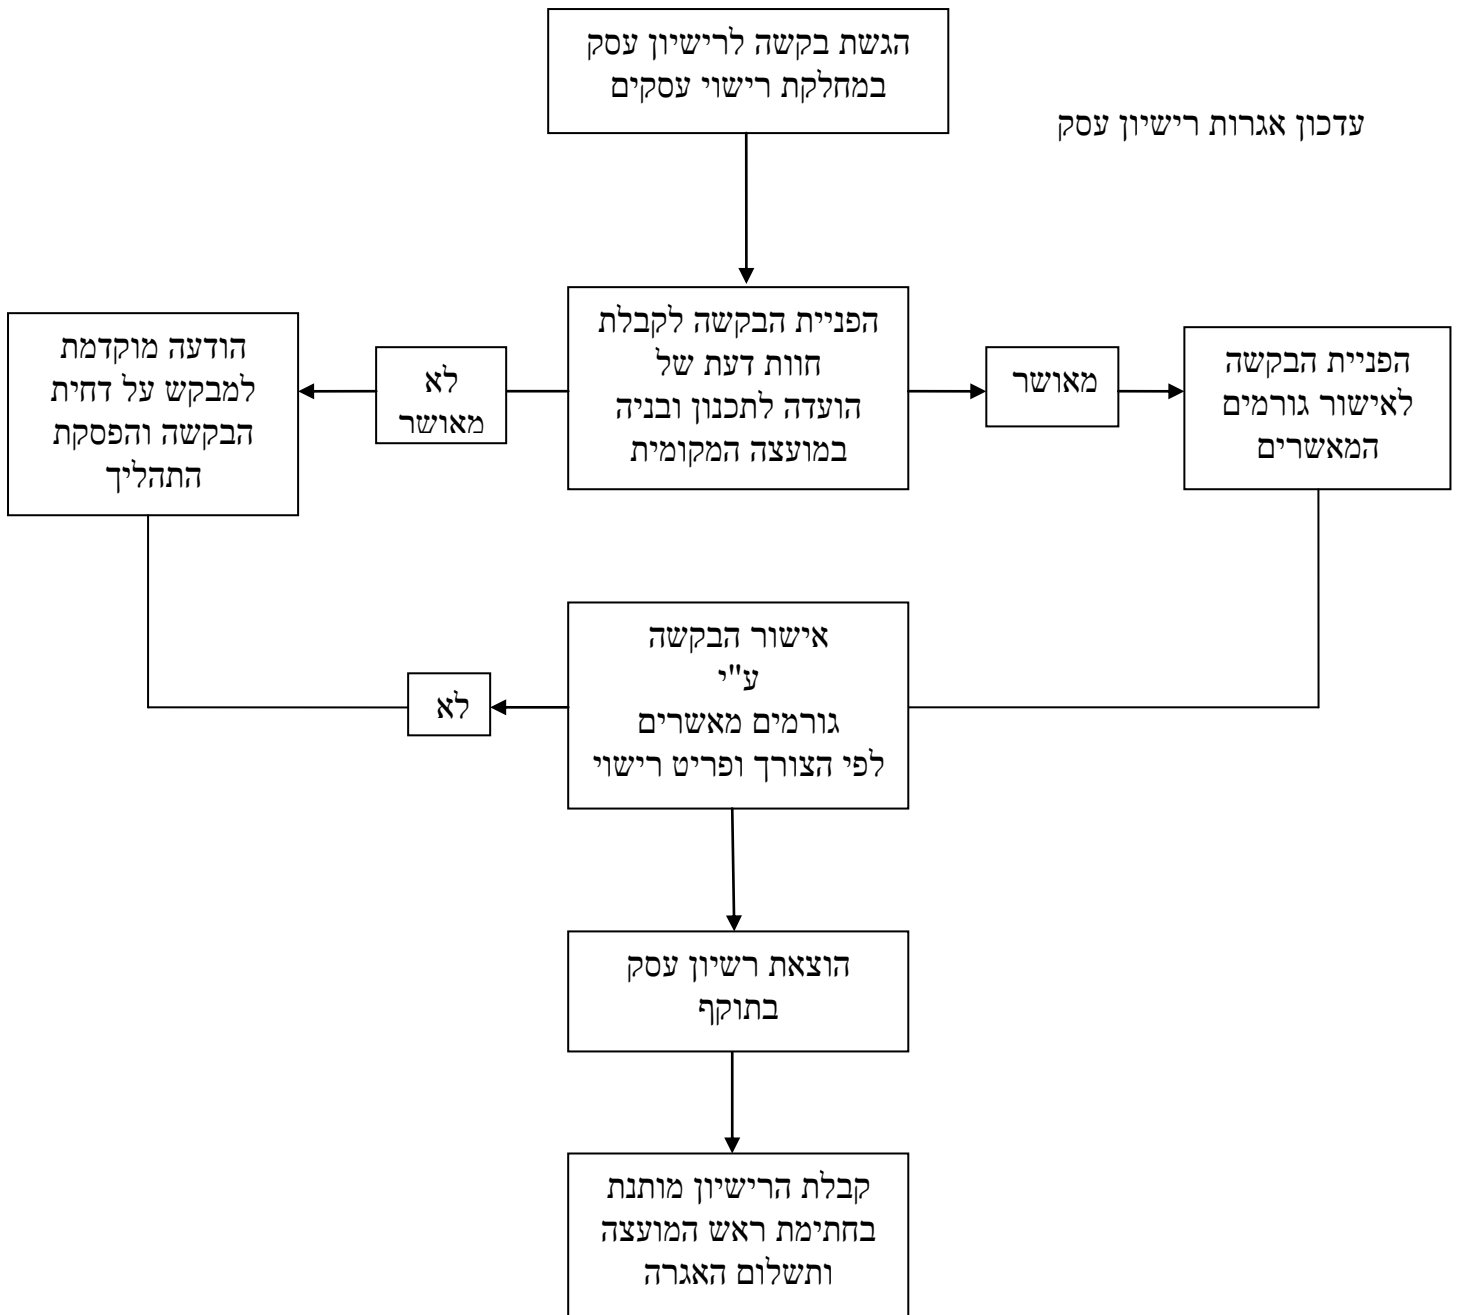 הגשת בקשה לרישיון עסק
במחלקת רישוי עסקים
עדכון אגרות רישיון עסק
הפניית הבקשה לקבלת
חוות דעת של
הועדה לתכנון ובניה
במועצה המקומית
מאושר
הפניית הבקשה
לאישור גורמים
המאשרים
לא
מאושר
הודעה מוקדמת
למבקש על דחית
הבקשה והפסקת
התהליך
אישור הבקשה
ע"י
גורמים מאשרים
לפי הצורך ופריט רישוי
לא
הוצאת רשיון עסק
בתוקף
קבלת הרישיון מותנת
בחתימת ראש המועצה
ותשלום האגרה